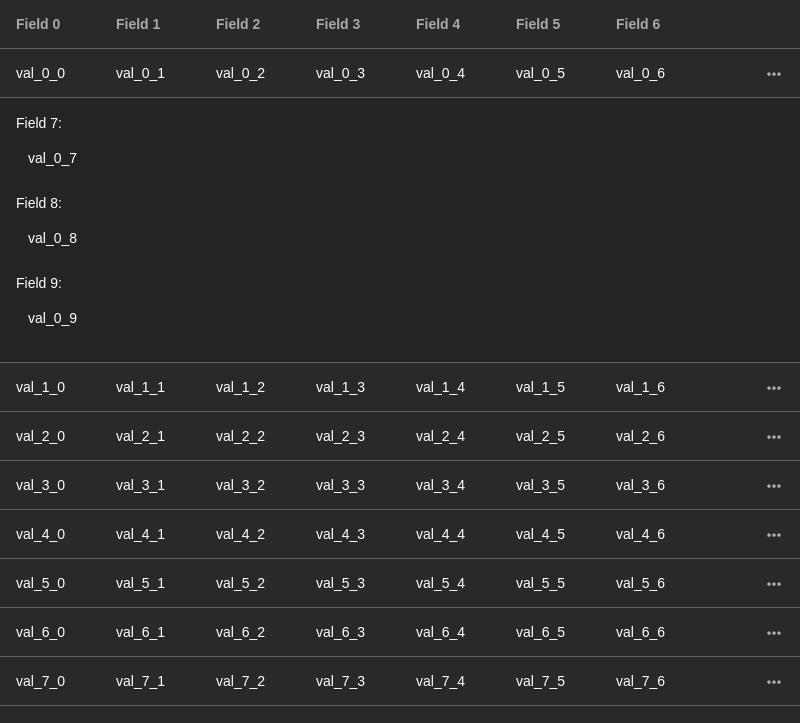 Field 0 Field 1 Field 2 Field 3 Field 4 Field 5 Field 6
val_0_0 val_0_1 val_0_2 val_0_3 val_0_4 val_0_5 val_0_6 •••
Field 7:
val_0_7
Field 8:
val_0_8
Field 9:
val_0_9
val_1_0 val_1_1 val_1_2 val_1_3 val_1_4 val_1_5 val_1_6 •••
val_2_0 val_2_1 val_2_2 val_2_3 val_2_4 val_2_5 val_2_6 •••
val_3_0 val_3_1 val_3_2 val_3_3 val_3_4 val_3_5 val_3_6 •••
val_4_0 val_4_1 val_4_2 val_4_3 val_4_4 val_4_5 val_4_6 •••
val_5_0 val_5_1 val_5_2 val_5_3 val_5_4 val_5_5 val_5_6 •••
val_6_0 val_6_1 val_6_2 val_6_3 val_6_4 val_6_5 val_6_6 •••
val_7_0 val_7_1 val_7_2 val_7_3 val_7_4 val_7_5 val_7_6 •••